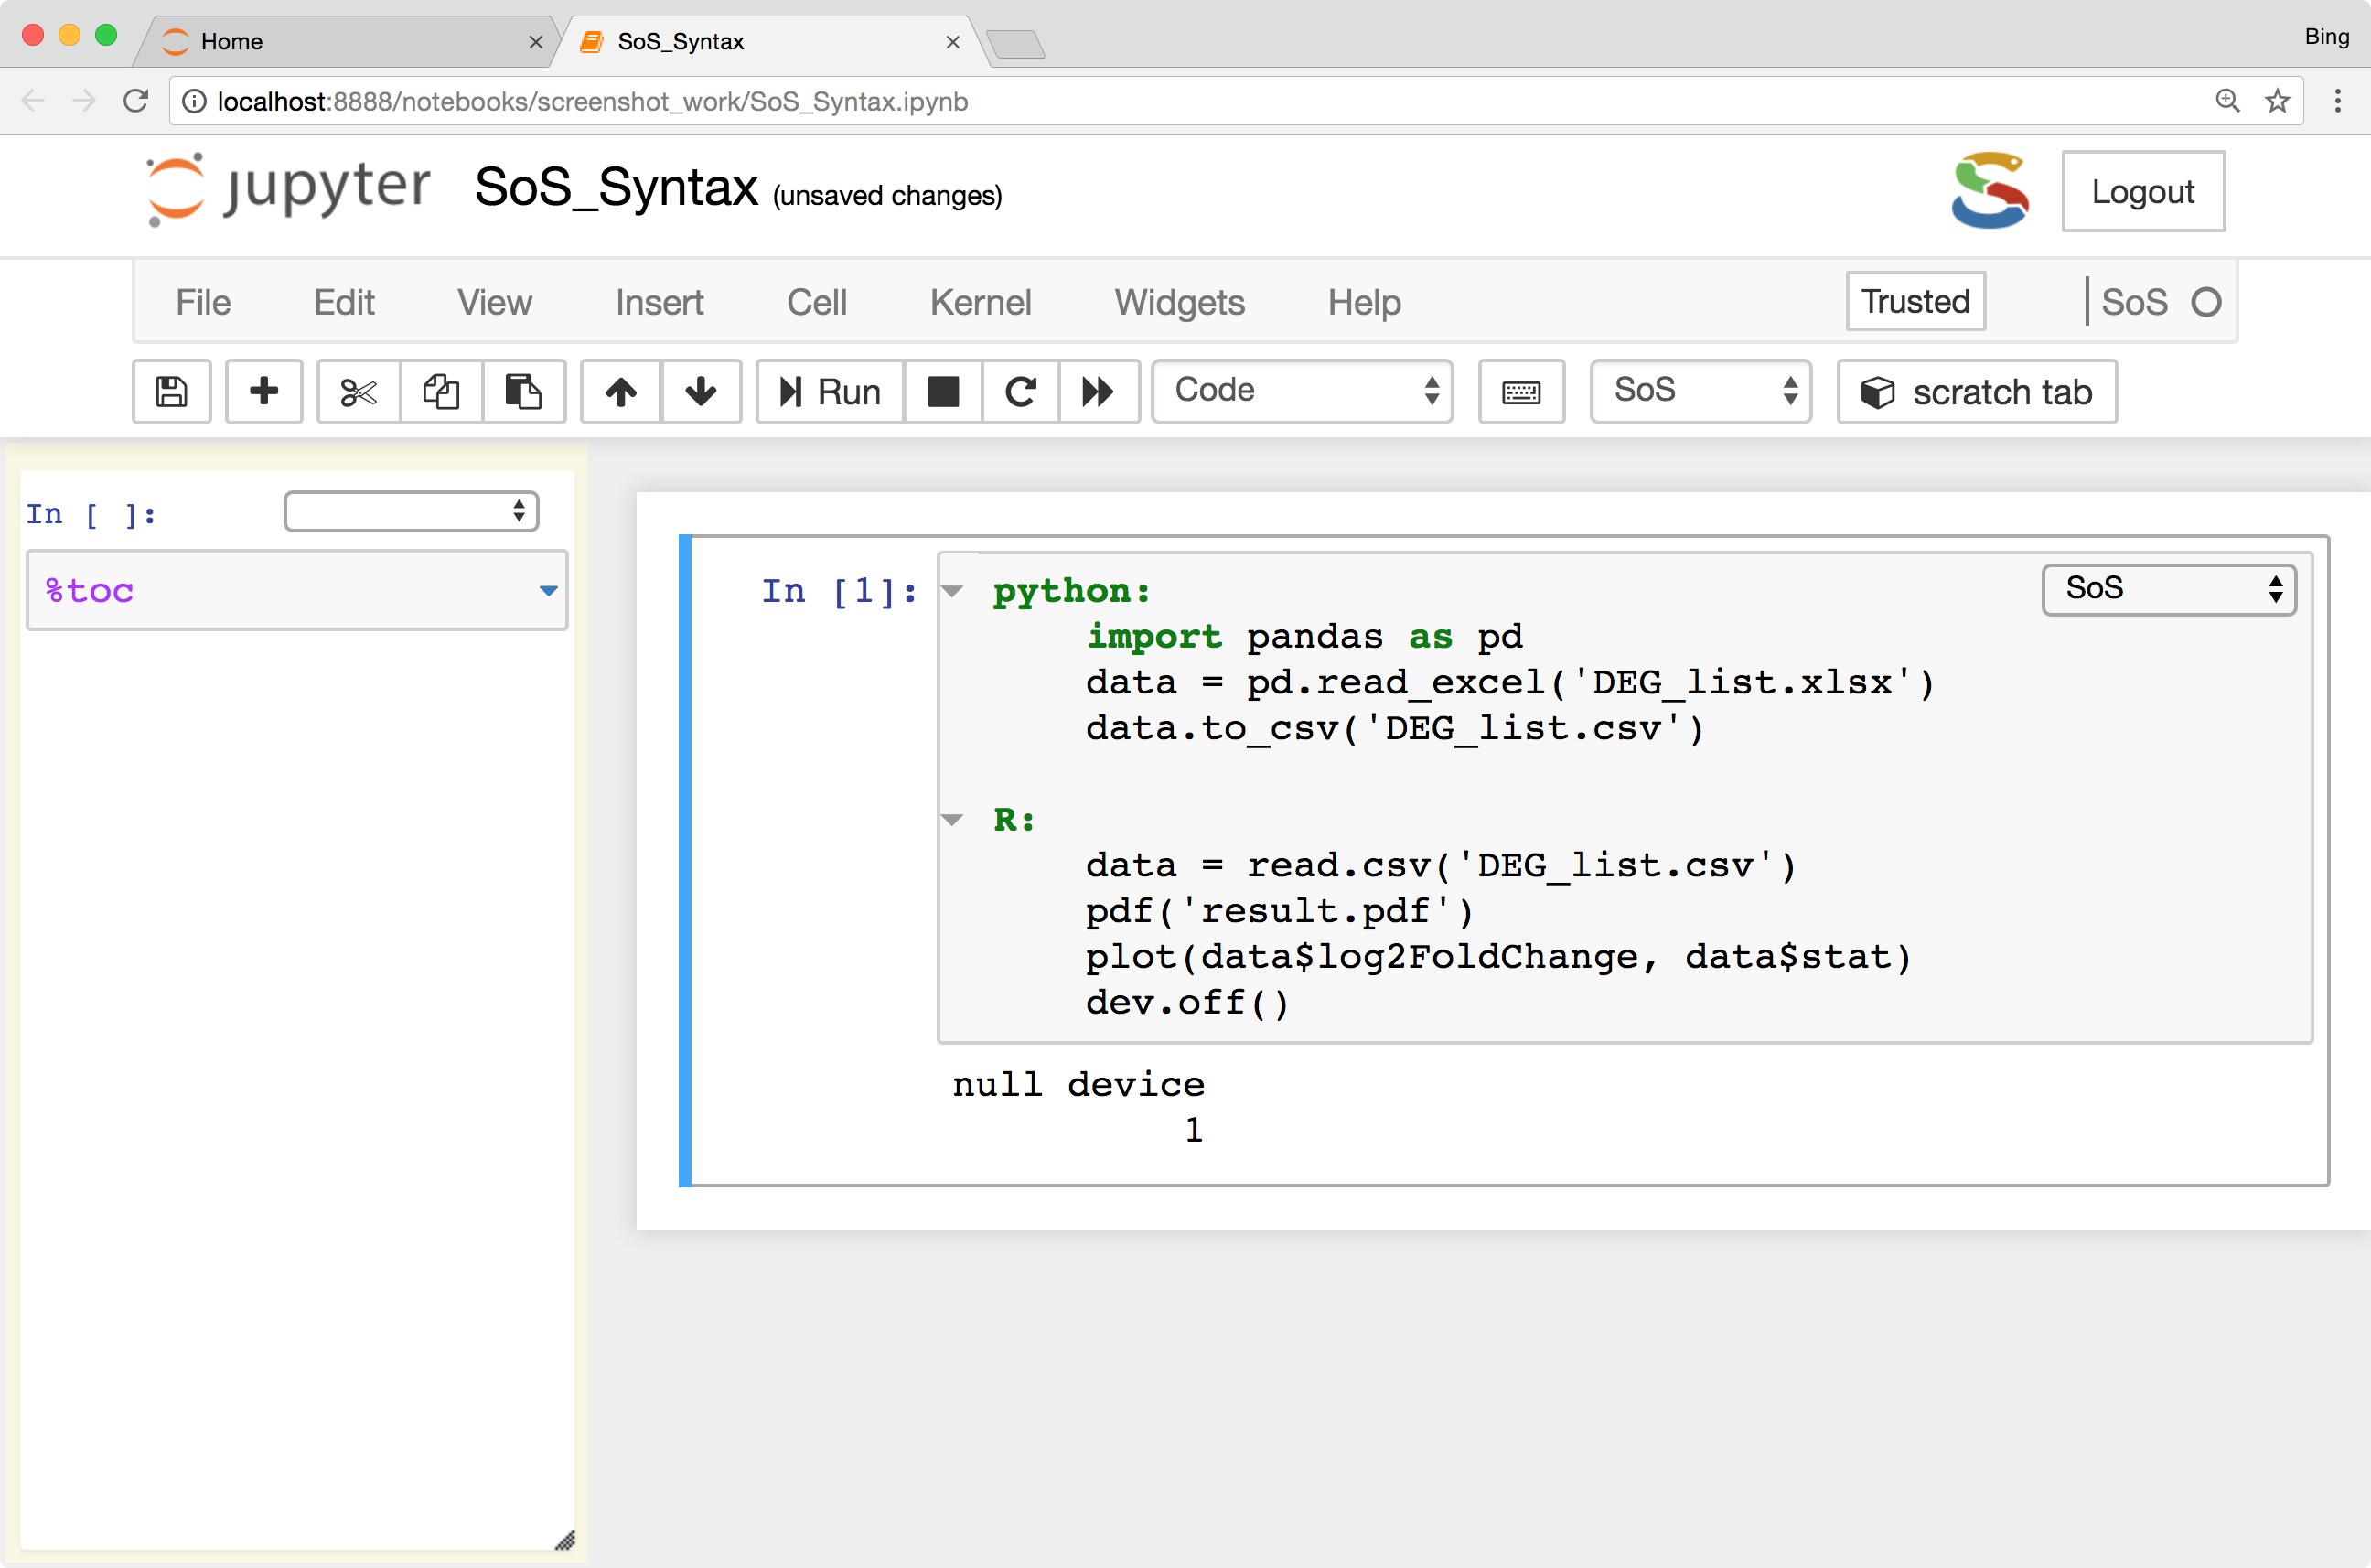 Home
SoS_Syntax
Bing
localhost:8888/notebooks/screenshot_work/SoS_Syntax.ipynb
jupyter SoS_Syntax (unsaved changes)
Logout
File Edit View Insert Cell Kernel Widgets Help Trusted SoS
Run Code SoS scratch tab
In [ ]:
%toc
In [1]:
SoS
python:
import pandas as pd
data = pd.read_excel('DEG_list.xlsx')
data.to_csv('DEG_list.csv')
R:
data = read.csv('DEG_list.csv')
pdf('result.pdf')
plot(data$log2FoldChange, data$stat)
dev.off()
null device
1